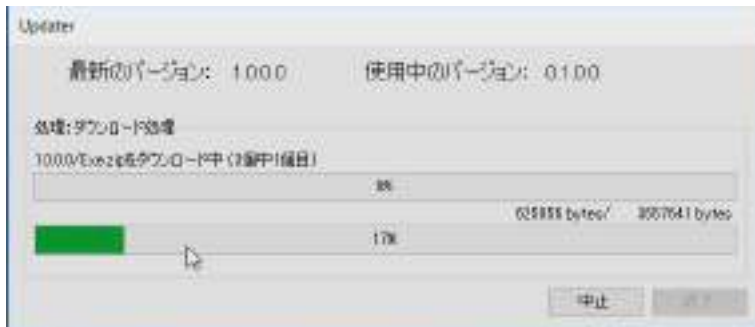 Updater
最新のバージョン: 1.0.0.0 使用中のバージョン: 0.1.0.0
処理:ダウンロード処理
1.0.0.0/Exe.zipをダウンロード中(3個中1個目)
0%
bytes/ bytes
17%
中止